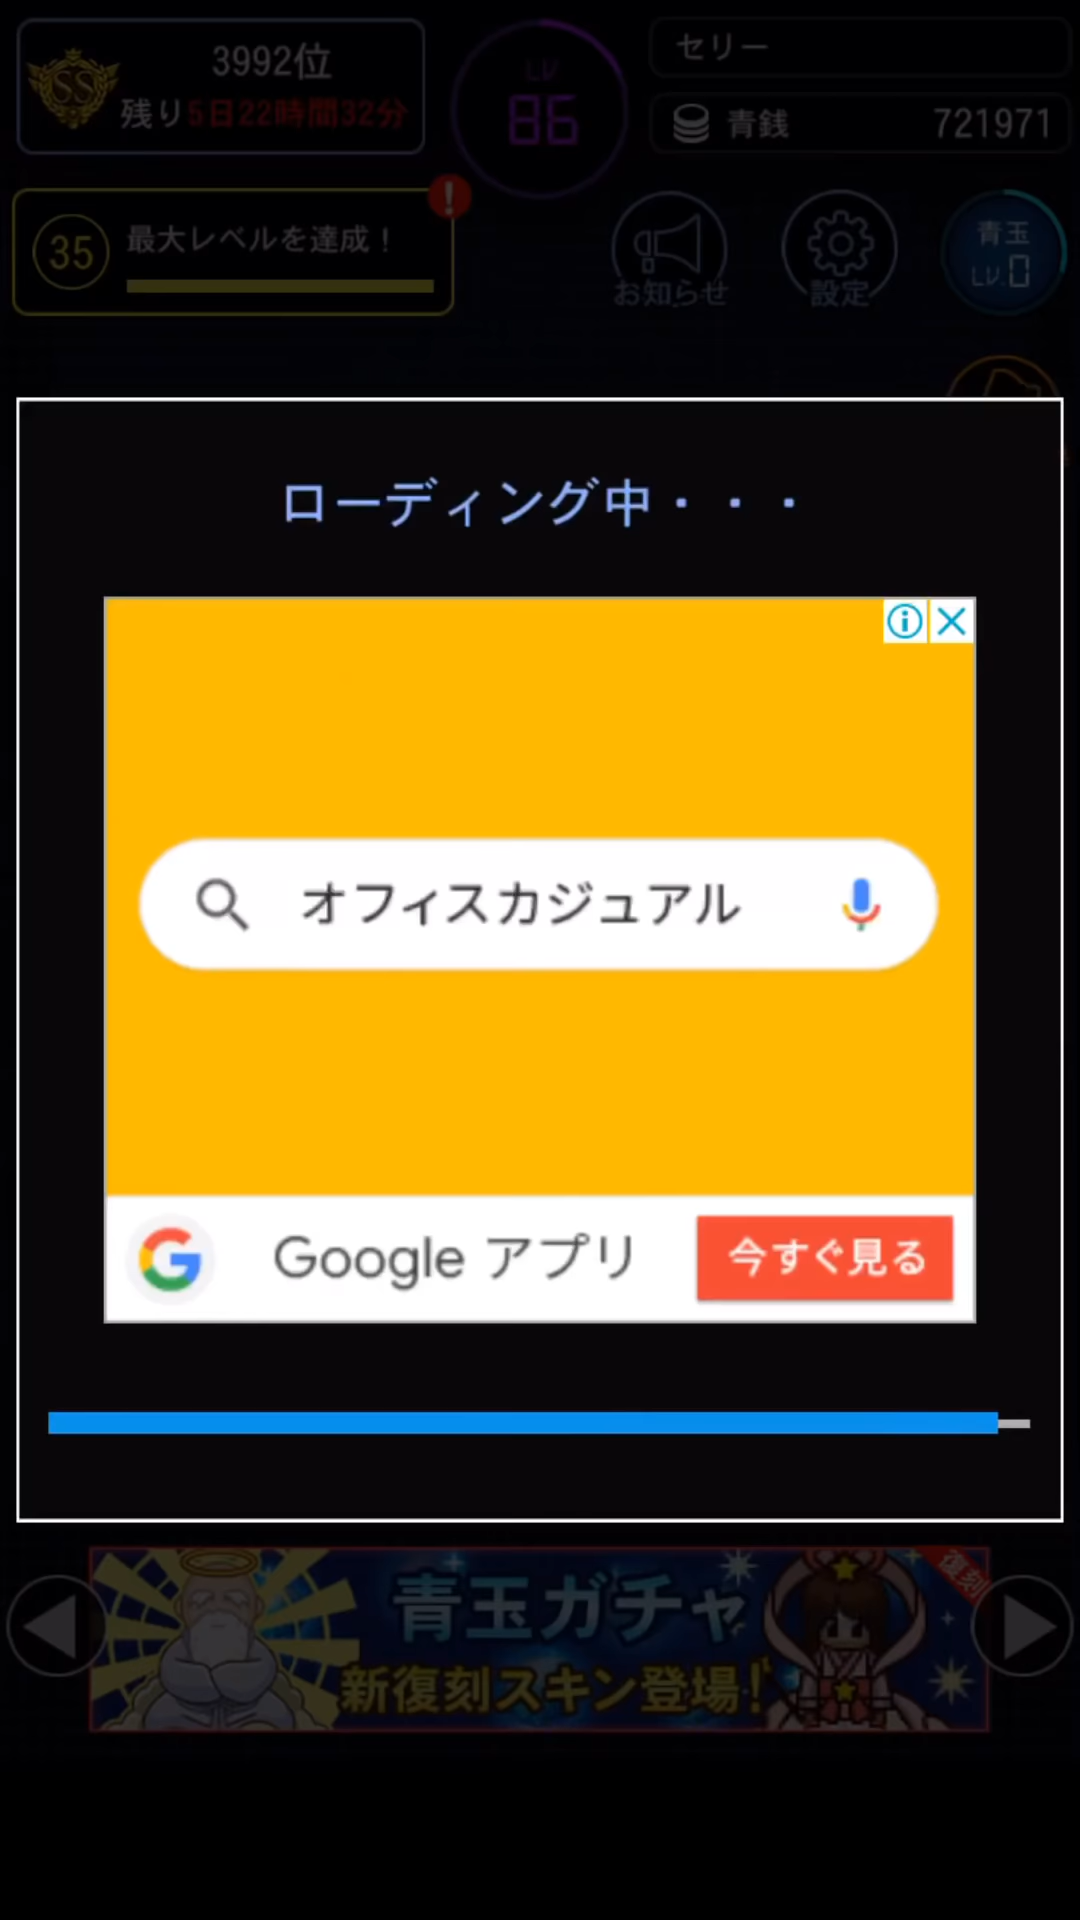 3992位
残り5日22時間32分
SS
LV.
86
セリー
青銭 721971
35
最大レベルを達成！
!
お知らせ
設定
青玉
LV.0
ローディング中・・・
オフィスカジュアル
Google アプリ
今すぐ見る
復刻
青玉ガチャ
新復刻スキン登場！